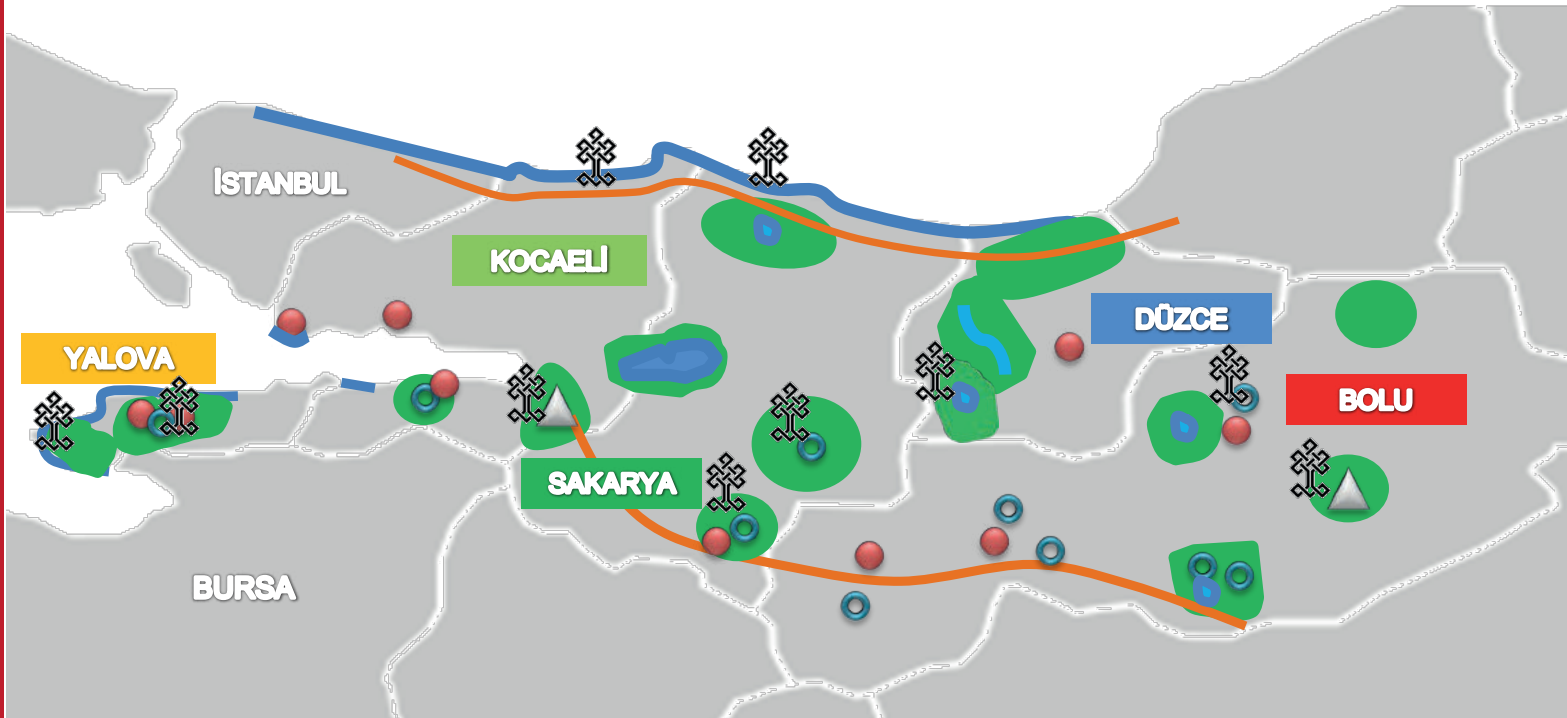 İSTANBUL
KOCAELİ
DÜZCE
YALOVA
BOLU
SAKARYA
BURSA